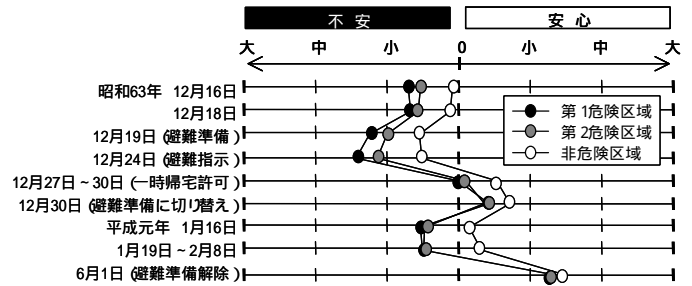 不 安 安 心
大 中 小 0 小 中 大
昭和63年 12月16日
12月18日
12月19日(避難準備)
12月24日(避難指示)
12月27日~30日(一時帰宅許可)
12月30日(避難準備に切り替え)
平成元年 1月16日
1月19日~2月8日
6月1日(避難準備解除)
第1危険区域
第2危険区域
非危険区域